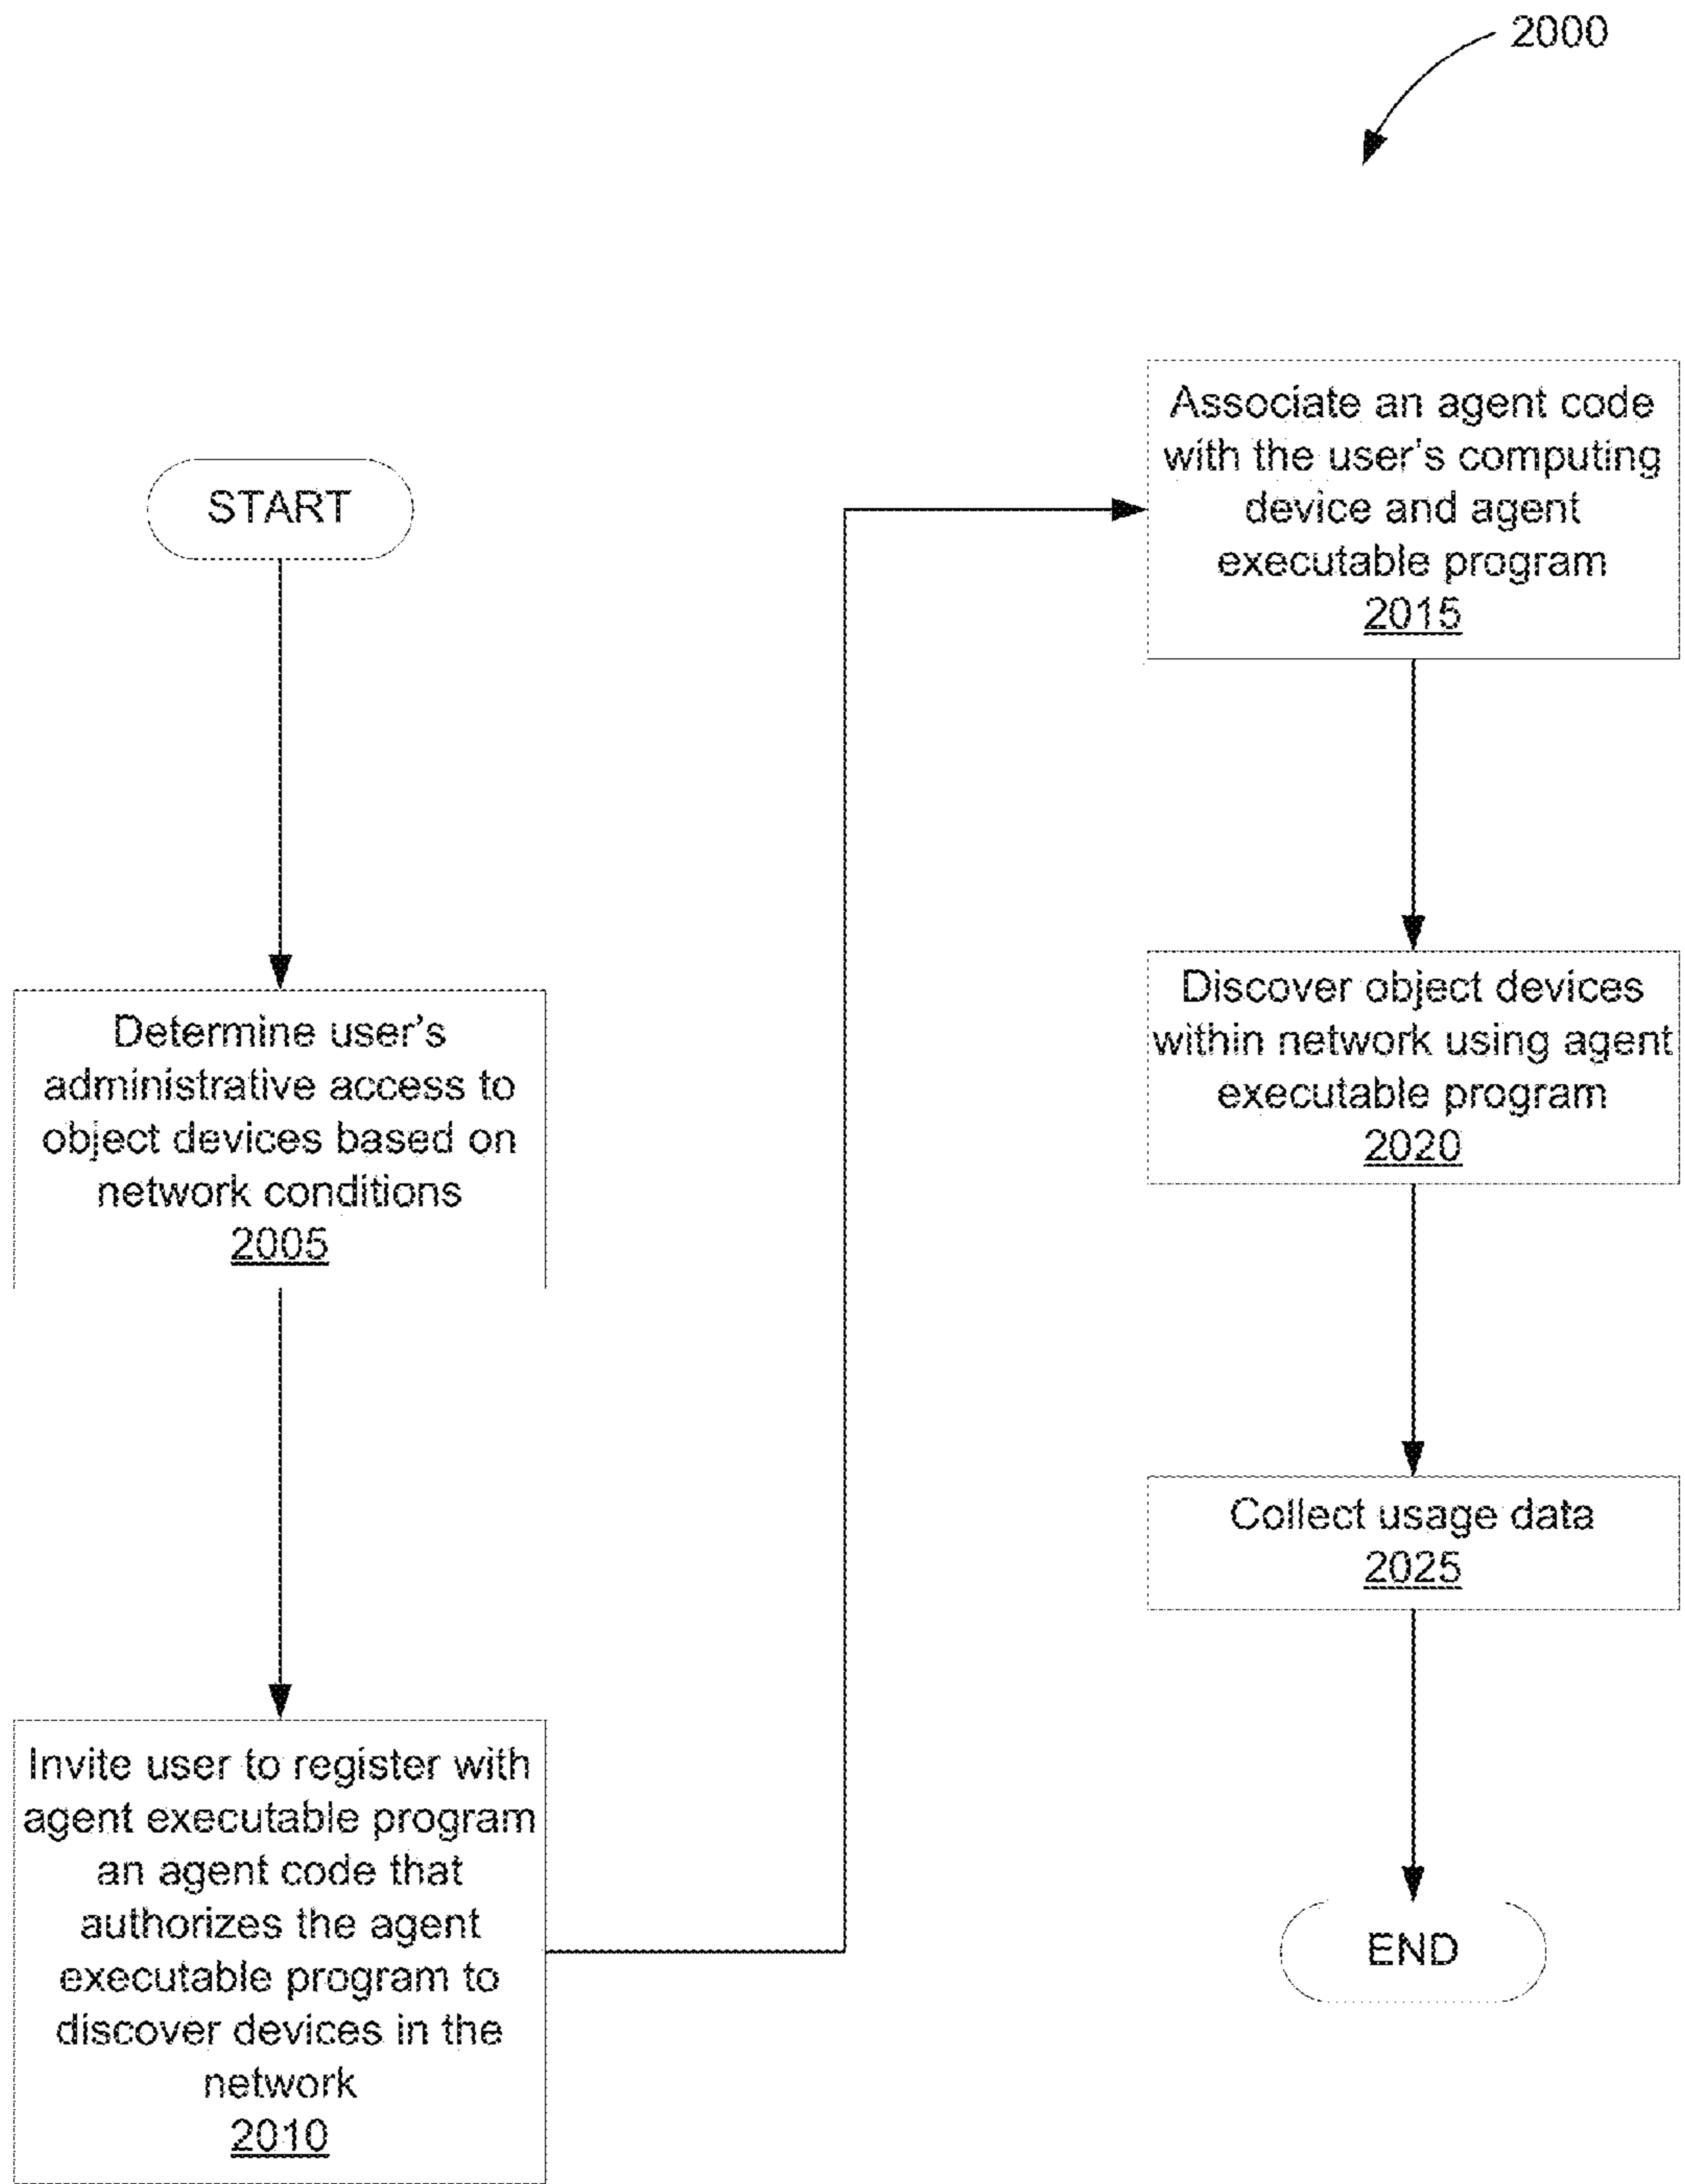 2000
START
Determine user's
administrative access to
object devices based on
network conditions
2005
Invite user to register with
agent executable program
an agent code that
authorizes the agent
executable program to
discover devices in the
network
2010
Associate an agent code
with the user's computing
device and agent
executable program
2015
Discover object devices
within network using agent
executable program
2020
Collect usage data
2025
END